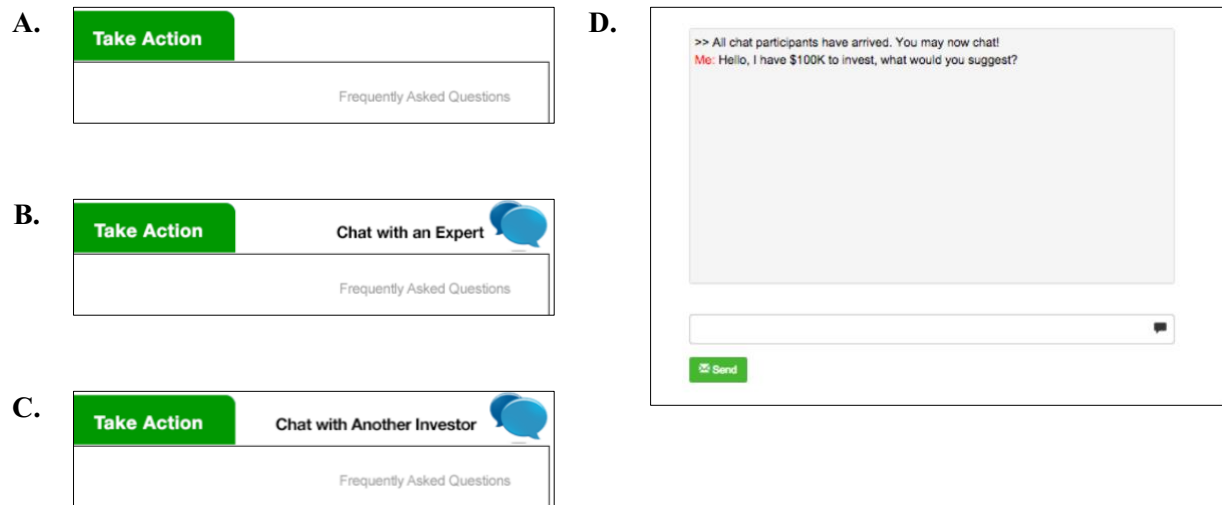 A.
Take Action
Frequently Asked Questions
B.
Take Action
Chat with an Expert
Frequently Asked Questions
C.
Take Action
Chat with Another Investor
Frequently Asked Questions
D.
>> All chat participants have arrived. You may now chat!
Me: Hello, I have $100K to invest, what would you suggest?
Send